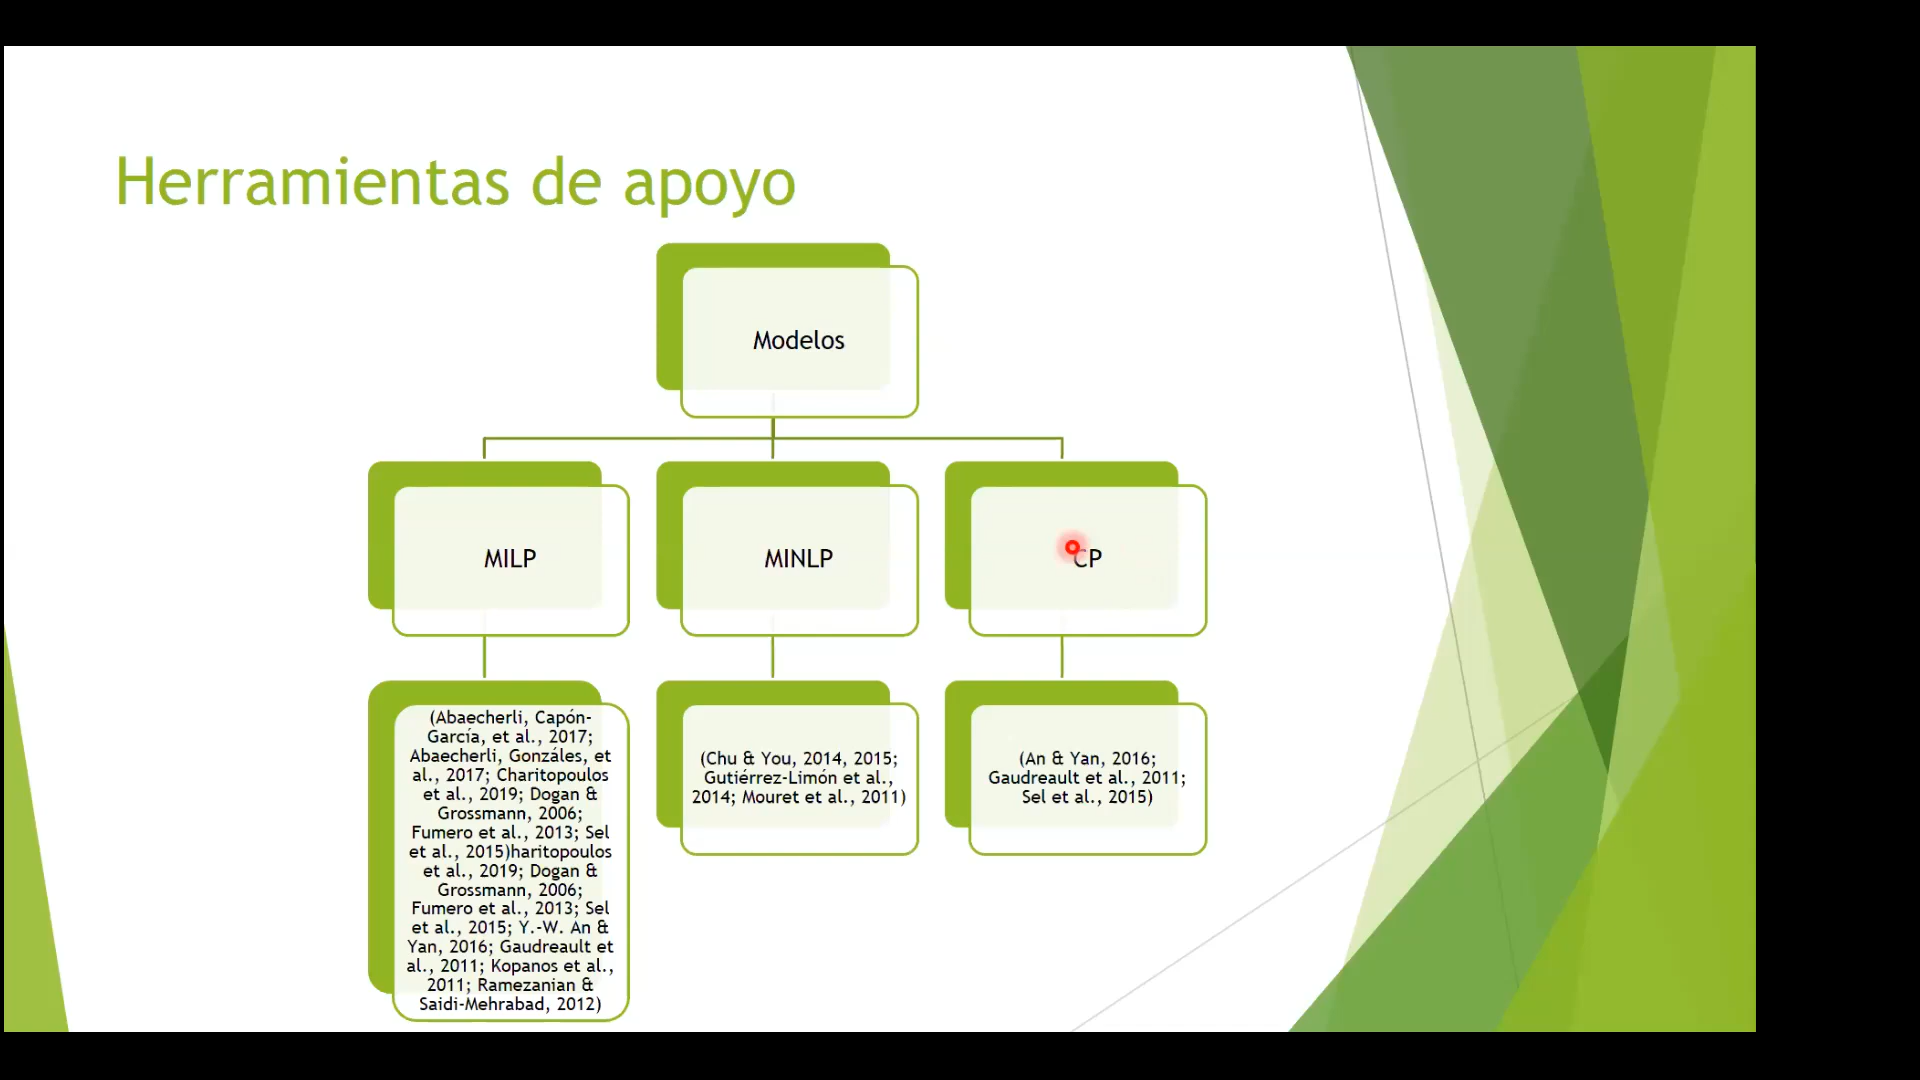 Herramientas de apoyo
Modelos
MILP
MINLP
CP
(Abaecherli, Capón-
García, et al., 2017;
Abaecherli, Gonzáles, et
al., 2017; Charitopoulos
et al., 2019; Dogan &
Grossmann, 2006;
Fumero et al., 2013; Sel
et al., 2015)haritopoulos
et al., 2019; Dogan &
Grossmann, 2006;
Fumero et al., 2013; Sel
et al., 2015; Y.-W. An &
Yan, 2016; Gaudreault et
al., 2011; Kopanos et al.,
2011; Ramezanian &
Saidi-Mehrabad, 2012)
(Chu & You, 2014, 2015;
Gutiérrez-Limón et al.,
2014; Mouret et al., 2011)
(An & Yan, 2016;
Gaudreault et al., 2011;
Sel et al., 2015)